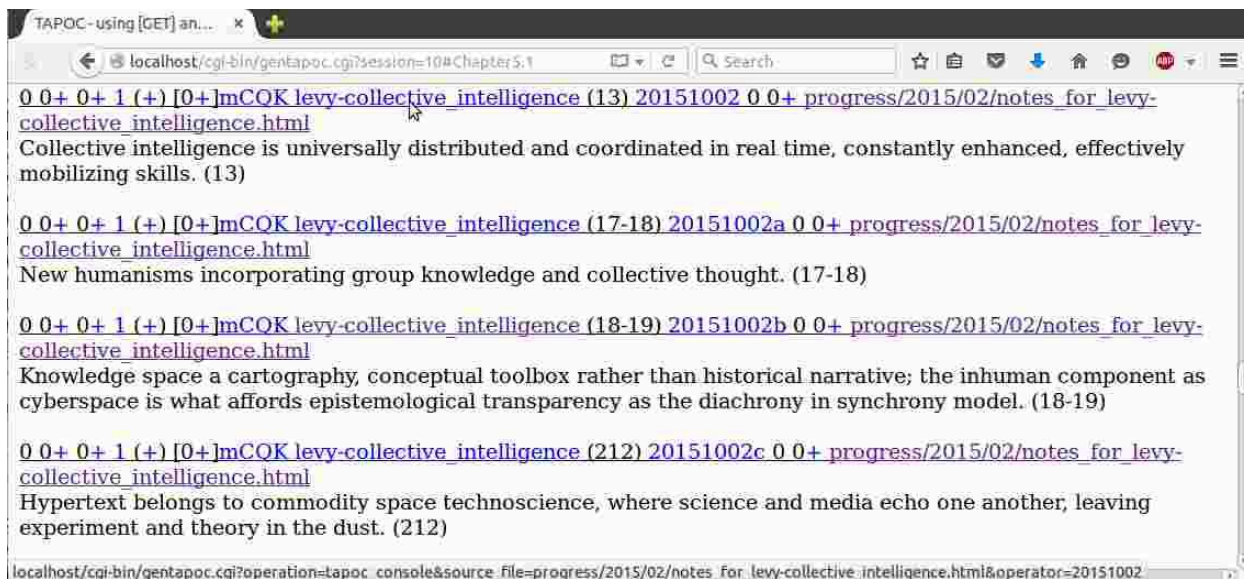 TAPOC - using [GET] an...
localhost/cgi-bin/gentapoc.cgi?session=10#Chapter5.1
Search
ABP
0 0+ 0+ 1 (+) [0+]mCQK levy-collective_intelligence (13) 20151002 0 0+ progress/2015/02/notes_for_levy-
collective_intelligence.html
Collective intelligence is universally distributed and coordinated in real time, constantly enhanced, effectively
mobilizing skills. (13)
0 0+ 0+ 1 (+) [0+]mCQK levy-collective_intelligence (17-18) 20151002a 0 0+ progress/2015/02/notes_for_levy-
collective_intelligence.html
New humanisms incorporating group knowledge and collective thought. (17-18)
0 0+ 0+ 1 (+) [0+]mCQK levy-collective_intelligence (18-19) 20151002b 0 0+ progress/2015/02/notes_for_levy-
collective_intelligence.html
Knowledge space a cartography, conceptual toolbox rather than historical narrative; the inhuman component as
cyberspace is what affords epistemological transparency as the diachrony in synchrony model. (18-19)
0 0+ 0+ 1 (+) [0+]mCQK levy-collective_intelligence (212) 20151002c 0 0+ progress/2015/02/notes_for_levy-
collective_intelligence.html
Hypertext belongs to commodity space technoscience, where science and media echo one another, leaving
experiment and theory in the dust. (212)
localhost/cgi-bin/gentapoc.cgi?operation=tapoc_console&source_file=progress/2015/02/notes_for_levy-collective_intelligence.html&operator=20151002